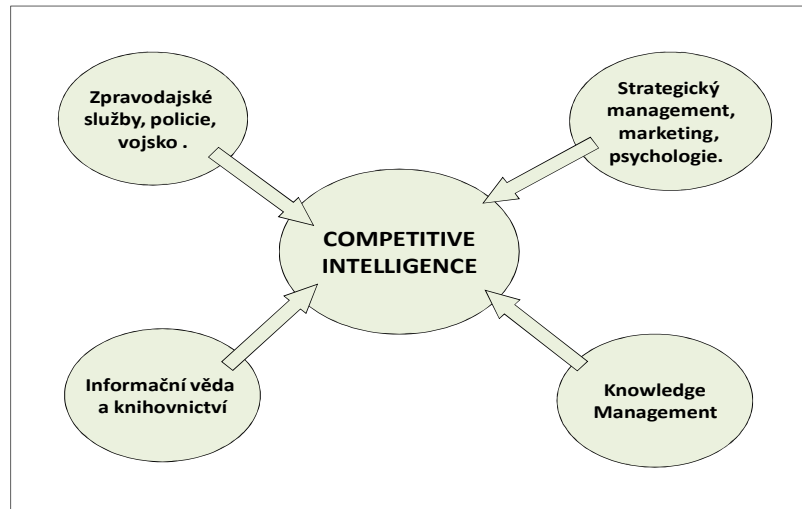 Zpravodajské
služby, policie,
vojsko .
Strategický
management,
marketing,
psychologie.
COMPETITIVE
INTELLIGENCE
Informační věda
a knihovnictví
Knowledge
Management